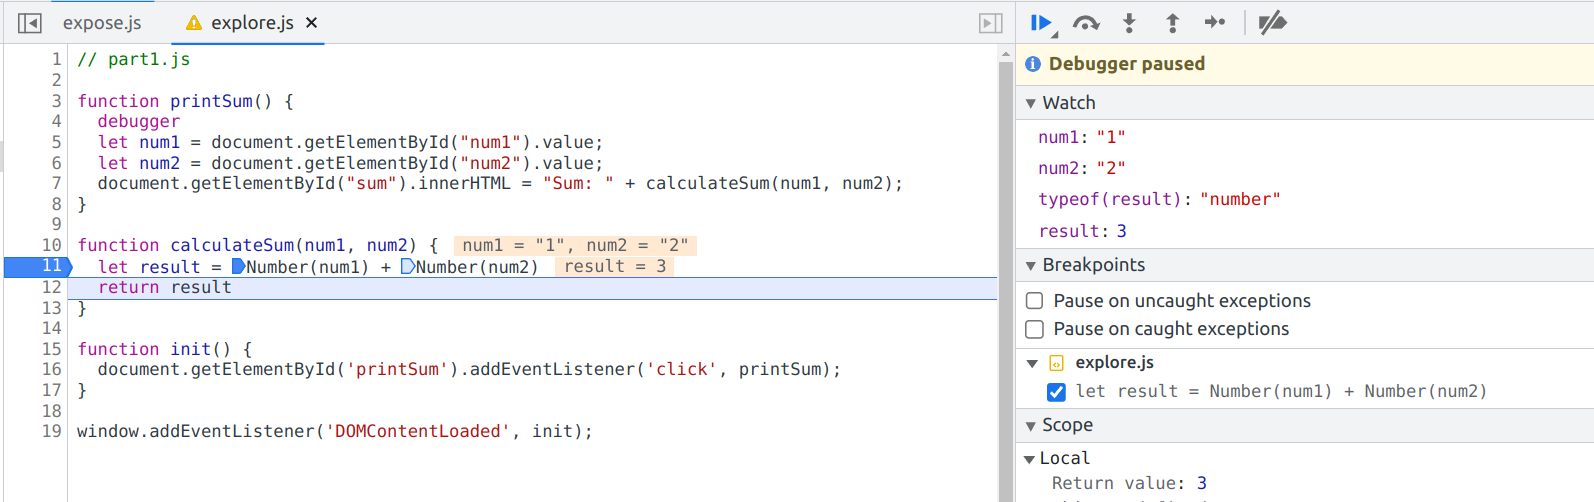 expose.js
explore.js
1 // part1.js
2
3 function printSum() {
4 debugger
5 let num1 = document.getElementById("num1").value;
6 let num2 = document.getElementById("num2").value;
7 document.getElementById("sum").innerHTML = "Sum: " + calculateSum(num1, num2);
8 }
9
10 function calculateSum(num1, num2) { num1 = "1", num2 = "2"
11 let result = Number(num1) + Number(num2) result = 3
12 return result
13 }
14
15 function init() {
16 document.getElementById('printSum').addEventListener('click', printSum);
17 }
18
19 window.addEventListener('DOMContentLoaded', init);
Debugger paused
Watch
num1: "1"
num2: "2"
typeof(result): "number"
result: 3
Breakpoints
Pause on uncaught exceptions
Pause on caught exceptions
explore.js
let result = Number(num1) + Number(num2)
Scope
Local
Return value: 3